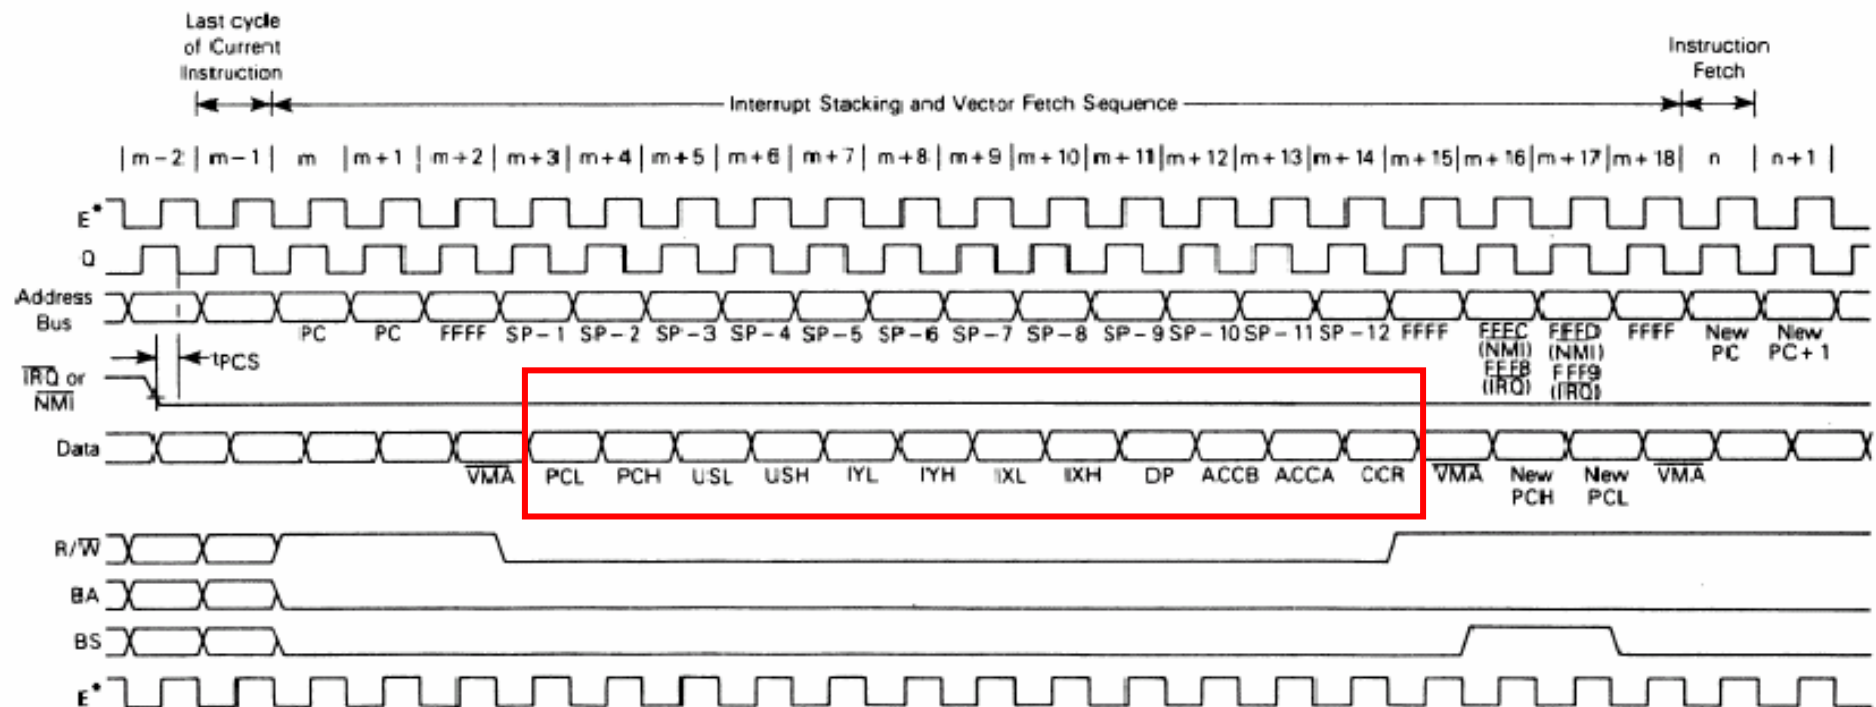 Last cycle
of Current
Instruction
Instruction
Fetch
Interrupt Stacking and Vector Fetch Sequence
m-2 m-1 m m+1 m+2 m+3 m+4 m+5 m+6 m+7 m+8 m+9 m+10 m+11 m+12 m+13 m+14 m+15 m+16 m+17 m+18 n n+1
E*
Q
Address
Bus
PC PC FFFF SP-1 SP-2 SP-3 SP-4 SP-5 SP-6 SP-7 SP-8 SP-9 SP-10 SP-11 SP-12 FFFF FFFC FFFD FFFF New New
(NMI) (NMI) PC PC+1
FFF8 FFF9
(IRQ) (IRQ)
tPCS
IRQ or
NMI
Data
VMA PCL PCH USL USH IYL IYH IXL IXH DP ACCB ACCA CCR VMA New New VMA
PCH PCL
R/W
BA
BS
E*